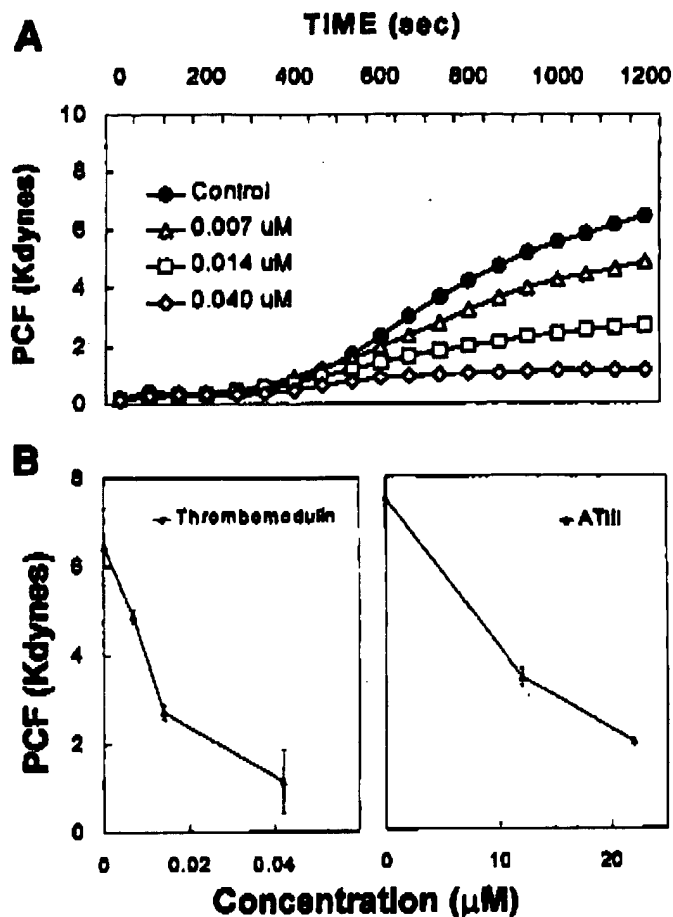 A
TIME (sec)
0 200 400 600 800 1000 1200
PCF (Kdynes)
10
8
6
4
2
0
Control
0.007 uM
0.014 uM
0.040 uM
B
PCF (Kdynes)
8
6
4
2
0
Thrombomodulin
ATIII
0 0.02 0.04
0 10 20
Concentration (μM)